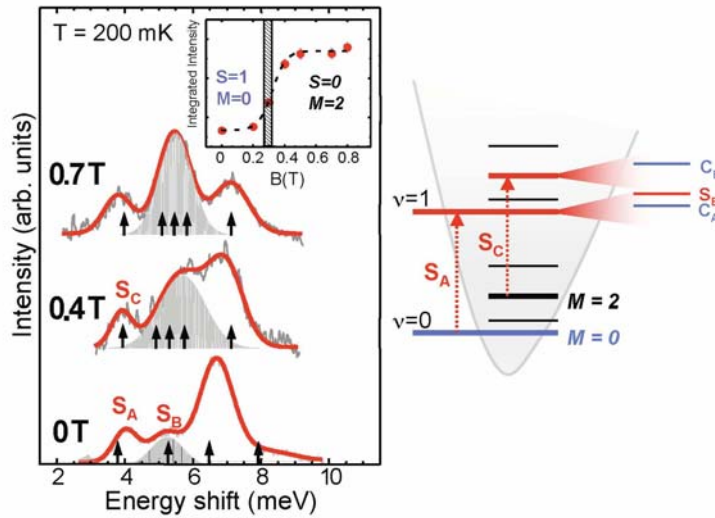 T = 200 mK
Integrated Intensity
S=1
M=0
S=0
M=2
0 0.2 0.4 0.6 0.8
B(T)
0.7T
0.4T
S_C
0T
S_A
S_B
2 4 6 8 10
Energy shift (meV)
Intensity (arb. units)
ν=1
ν=0
S_A
S_C
M = 2
M = 0
S_B
C_A